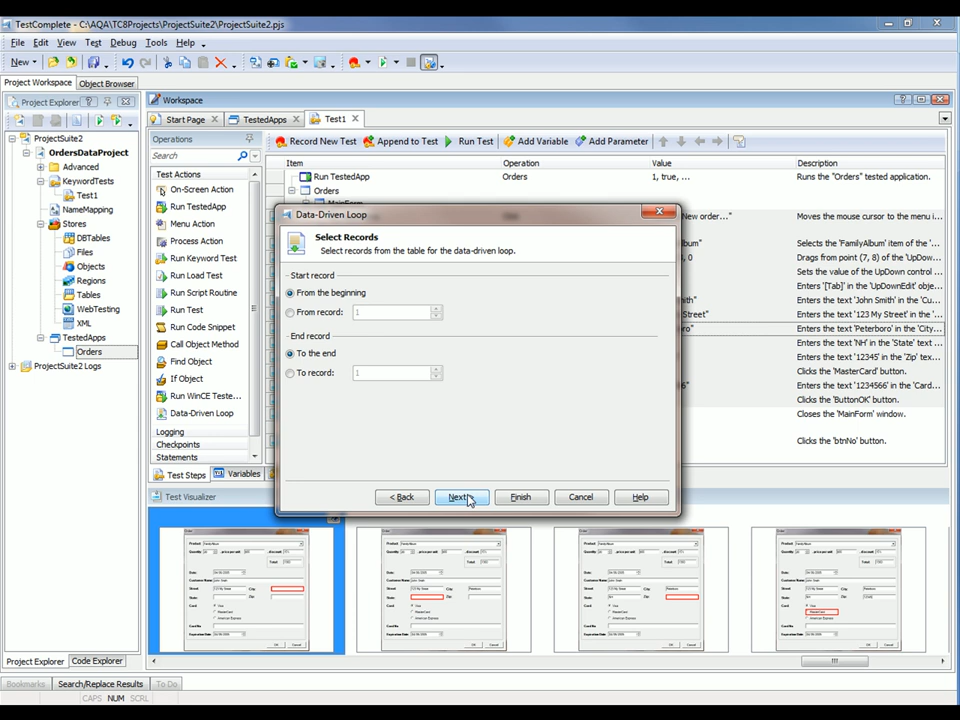 TestComplete - C:\AQA\TC8Projects\ProjectSuite2\ProjectSuite2.pjs
File Edit View Test Debug Tools Help
New
Project Workspace Object Browser
Project Explorer
Workspace
Start Page TestedApps Test1
ProjectSuite2
OrdersDataProject
Advanced
KeywordTests
Test1
NameMapping
Stores
DBTables
Files
Objects
Regions
Tables
WebTesting
XML
TestedApps
Orders
ProjectSuite2 Logs
Operations
Search
Test Actions
On-Screen Action
Run TestedApp
Menu Action
Process Action
Run Keyword Test
Run Load Test
Run Script Routine
Run Test
Run Code Snippet
Call Object Method
Find Object
If Object
Run WinCE Teste...
Data-Driven Loop
Logging
Checkpoints
Statements
Record New Test Append to Test Run Test Add Variable Add Parameter
Item Operation Value Description
Run TestedApp Orders 1, true, ... Runs the "Orders" tested application.
Orders
New order..." Moves the mouse cursor to the menu i...
Album" Selects the 'FamilyAlbum' item of the '...
, 0 Drags from point (7, 8) of the 'UpDow...
Sets the value of the UpDown control ...
Enters '[Tab]' in the 'UpDownEdit' obje...
Enters the text 'John Smith' in the 'Cu...
Street" Enters the text '123 My Street' in the '...
Enters the text 'Peterboro' in the 'City...
Enters the text 'NH' in the 'State' text ...
Enters the text '12345' in the 'Zip' tex...
Clicks the 'MasterCard' button.
Enters the text '1234566' in the 'Card...
Clicks the 'ButtonOK' button.
Closes the 'MainForm' window.
Clicks the 'btnNo' button.
Data-Driven Loop
Select Records
Select records from the table for the data-driven loop.
Start record
From the beginning
From record: 1
End record
To the end
To record: 1
< Back Next > Finish Cancel Help
Test Steps Variables
Test Visualizer
Project Explorer Code Explorer
Bookmarks Search/Replace Results To Do
CAPS NUM SCRL